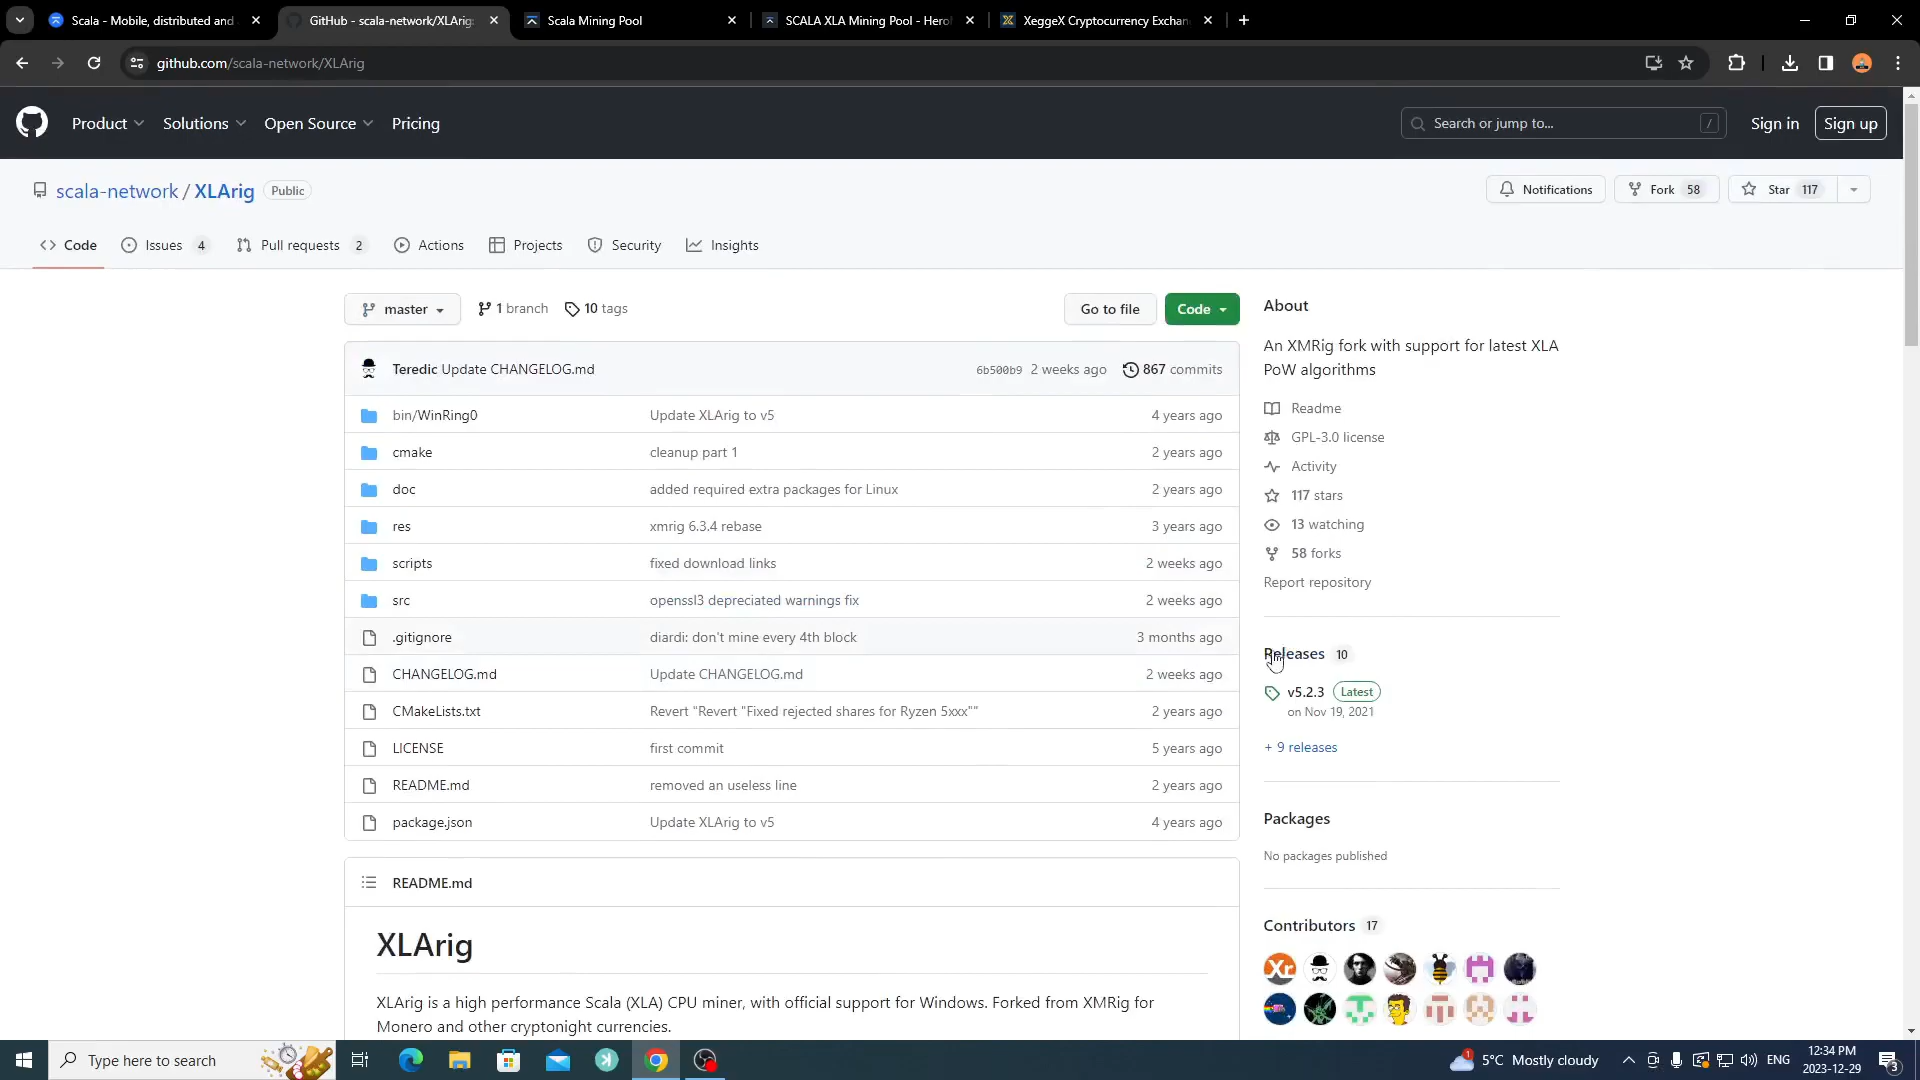 Scala - Mobile, distributed and
GitHub - scala-network/XLArig:
Scala Mining Pool
SCALA XLA Mining Pool - Hero
XeggeX Cryptocurrency Exchan
github.com/scala-network/XLArig
Product
Solutions
Open Source
Pricing
Search or jump to...
/
Sign in
Sign up
scala-network / XLArig Public
Notifications
Fork 58
Star 117
Code
Issues 4
Pull requests 2
Actions
Projects
Security
Insights
master
1 branch
10 tags
Go to file
Code
Teredic Update CHANGELOG.md 6b500b9 2 weeks ago 867 commits
bin/WinRing0 Update XLArig to v5 4 years ago
cmake cleanup part 1 2 years ago
doc added required extra packages for Linux 2 years ago
res xmrig 6.3.4 rebase 3 years ago
scripts fixed download links 2 weeks ago
src openssl3 depreciated warnings fix 2 weeks ago
.gitignore diardi: don't mine every 4th block 3 months ago
CHANGELOG.md Update CHANGELOG.md 2 weeks ago
CMakeLists.txt Revert "Revert "Fixed rejected shares for Ryzen 5xxx"" 2 years ago
LICENSE first commit 5 years ago
README.md removed an useless line 2 years ago
package.json Update XLArig to v5 4 years ago
README.md
XLArig
XLArig is a high performance Scala (XLA) CPU miner, with official support for Windows. Forked from XMRig for
Monero and other cryptonight currencies.
About
An XMRig fork with support for latest XLA
PoW algorithms
Readme
GPL-3.0 license
Activity
117 stars
13 watching
58 forks
Report repository
Releases 10
v5.2.3 Latest
on Nov 19, 2021
+ 9 releases
Packages
No packages published
Contributors 17
Xr
Type here to search
1
5°C Mostly cloudy
ENG
12:34 PM
2023-12-29
3